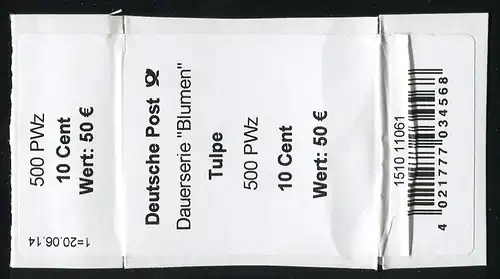 500 PWz
10 Cent
Wert: 50 €
1=20.06.14
Deutsche Post
Dauerserie "Blumen"
Tulpe
500 PWz
10 Cent
Wert: 50 €
1510 11061
4 021777 034568